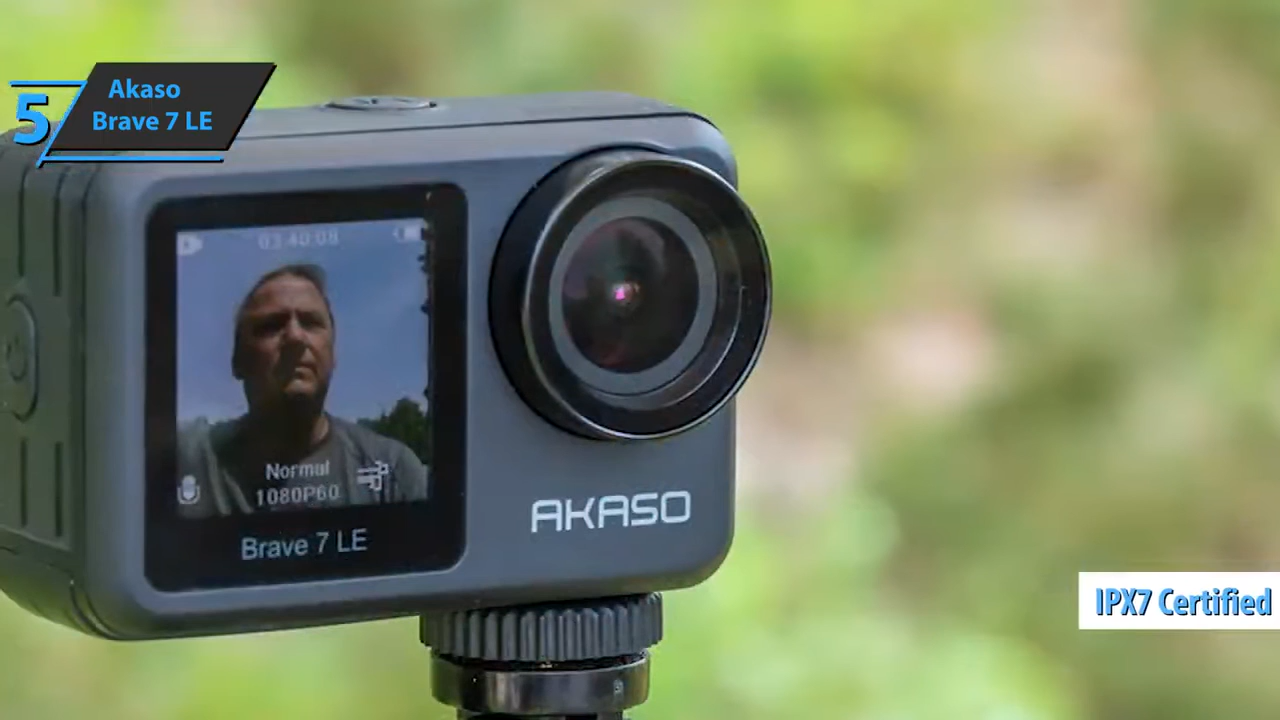 5
Akaso
Brave 7 LE
03:40:08
Normal
1080P60
Brave 7 LE
AKASO
IPX7 Certified